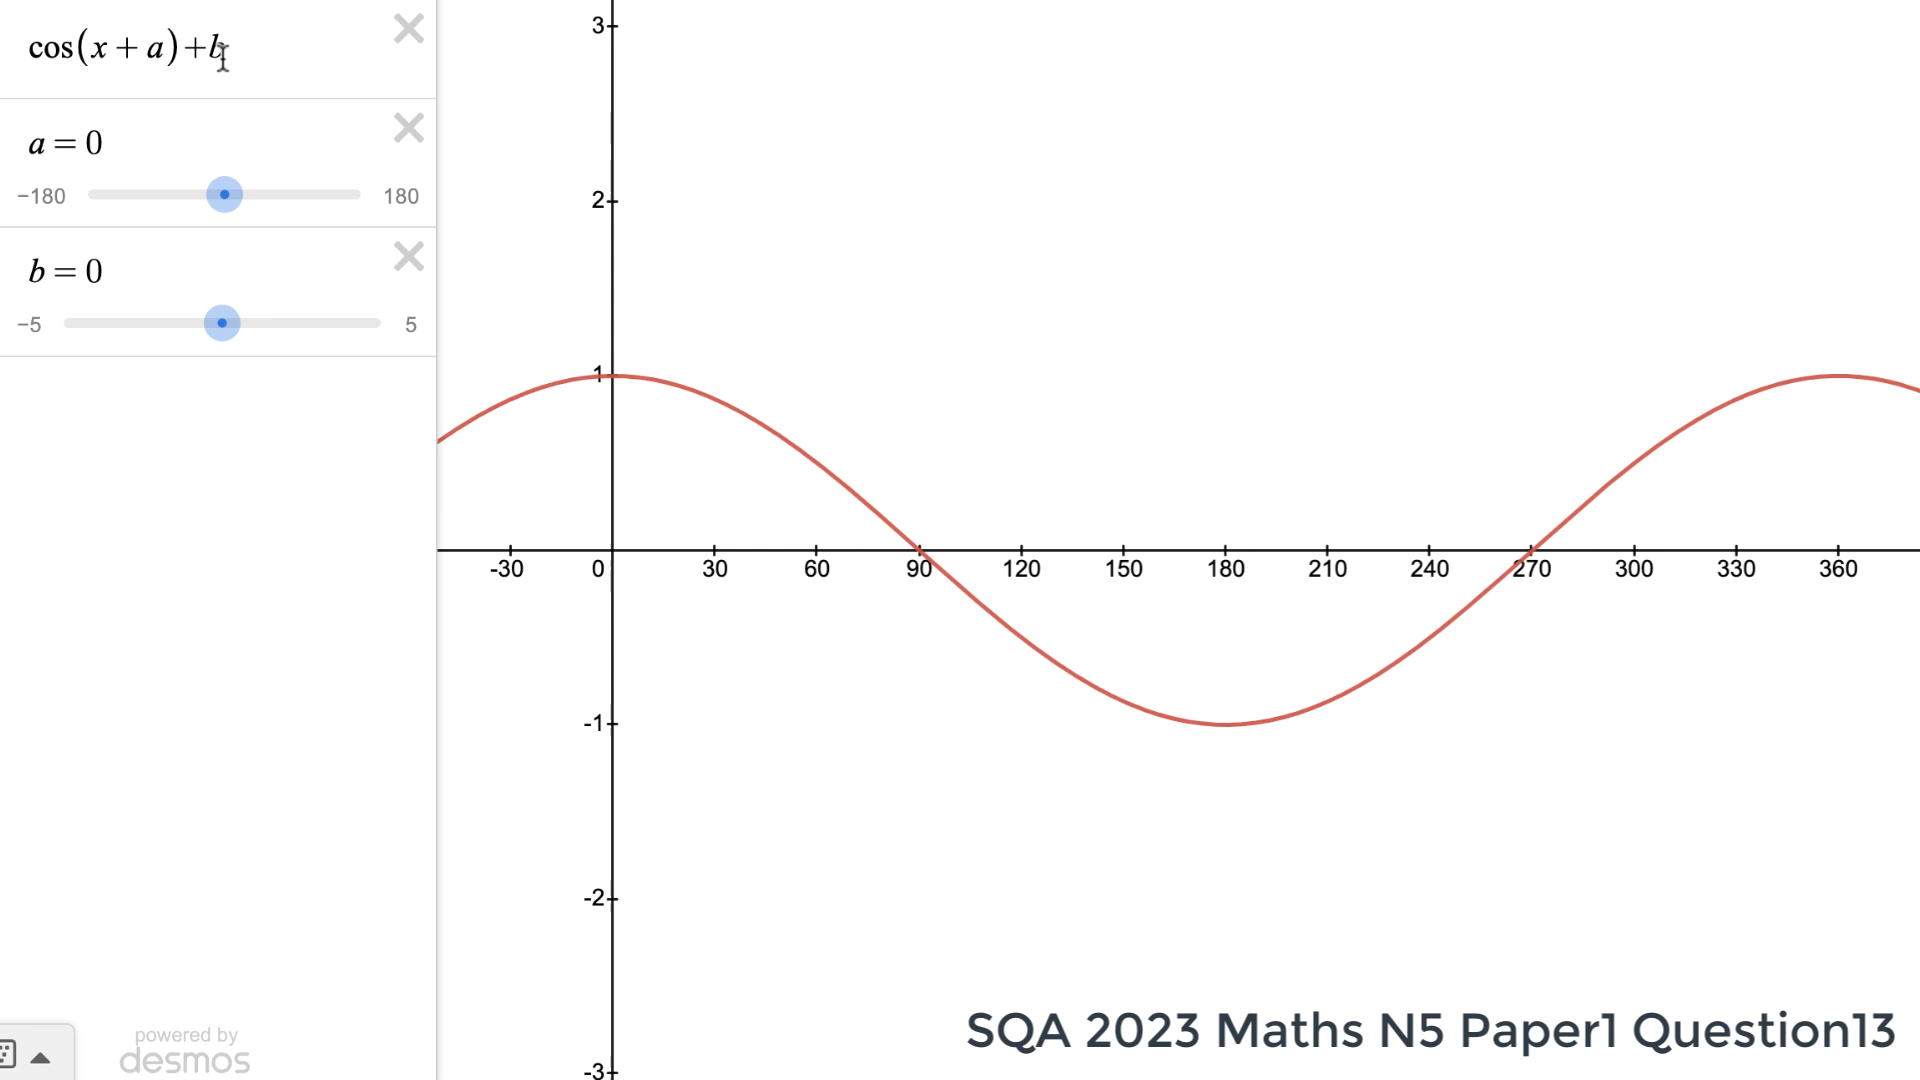 cos(x + a)+b
a = 0
−180 180
b = 0
−5 5
3
2
1
-30 0 30 60 90 120 150 180 210 240 270 300 330 360
-1
-2
-3
SQA 2023 Maths N5 Paper1 Question13
powered by
desmos